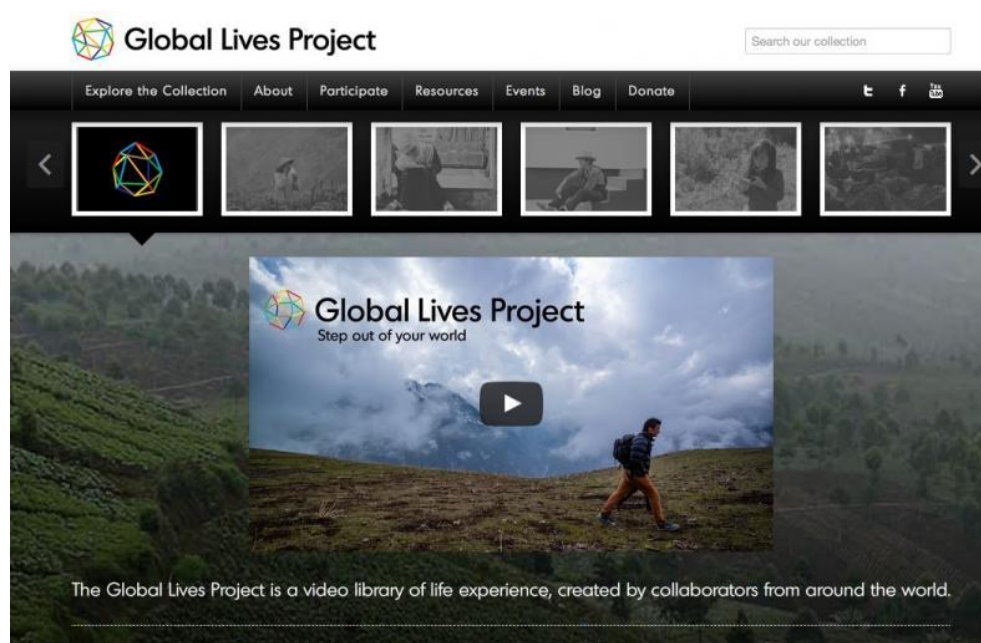 Global Lives Project
Search our collection
Explore the Collection About Participate Resources Events Blog Donate
You Tube
Global Lives Project
Step out of your world
The Global Lives Project is a video library of life experience, created by collaborators from around the world.